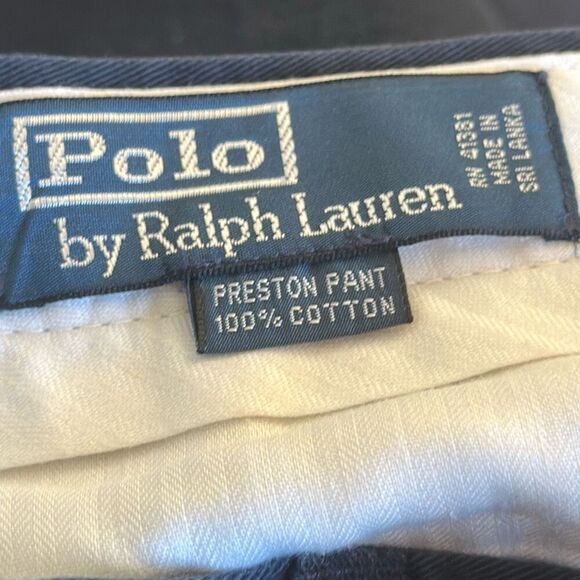 Polo
by Ralph Lauren
RN 41381
MADE IN
SRI LANKA
PRESTON PANT
100% COTTON